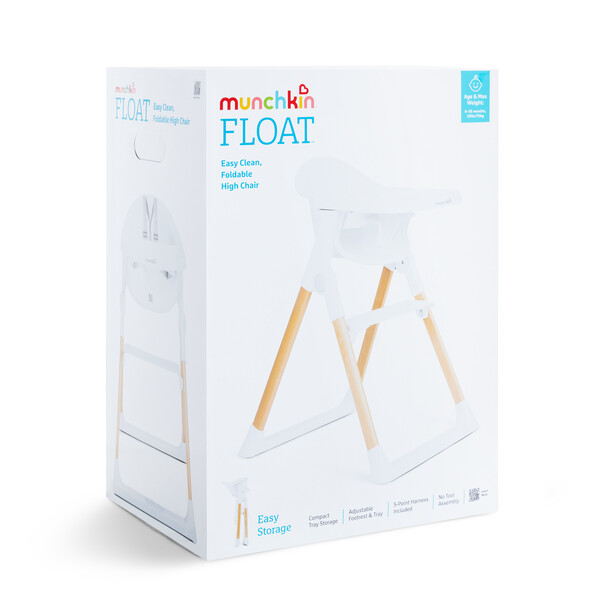 munchkin
FLOAT
Easy Clean,
Foldable High Chair
munchkin
FLOAT
Easy Clean,
Foldable
High Chair
Age & Max
Weight:
Easy
Storage
Compact
Tray Storage
Adjustable
Footrest & Tray
5-Point Harness
Included
No Tool
Assembly
munchkin